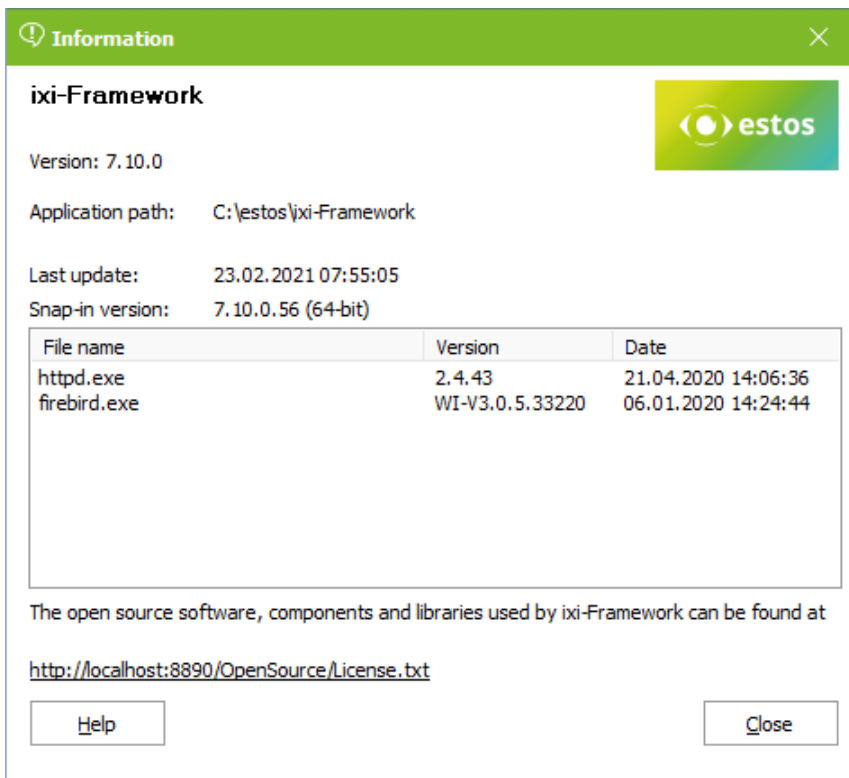 Information
ixi-Framework
estos
Version: 7.10.0
Application path: C:\estos\ixi-Framework
Last update: 23.02.2021 07:55:05
Snap-in version: 7.10.0.56 (64-bit)
File name Version Date
httpd.exe 2.4.43 21.04.2020 14:06:36
firebird.exe WI-V3.0.5.33220 06.01.2020 14:24:44
The open source software, components and libraries used by ixi-Framework can be found at
http://localhost:8890/OpenSource/License.txt
Help Close